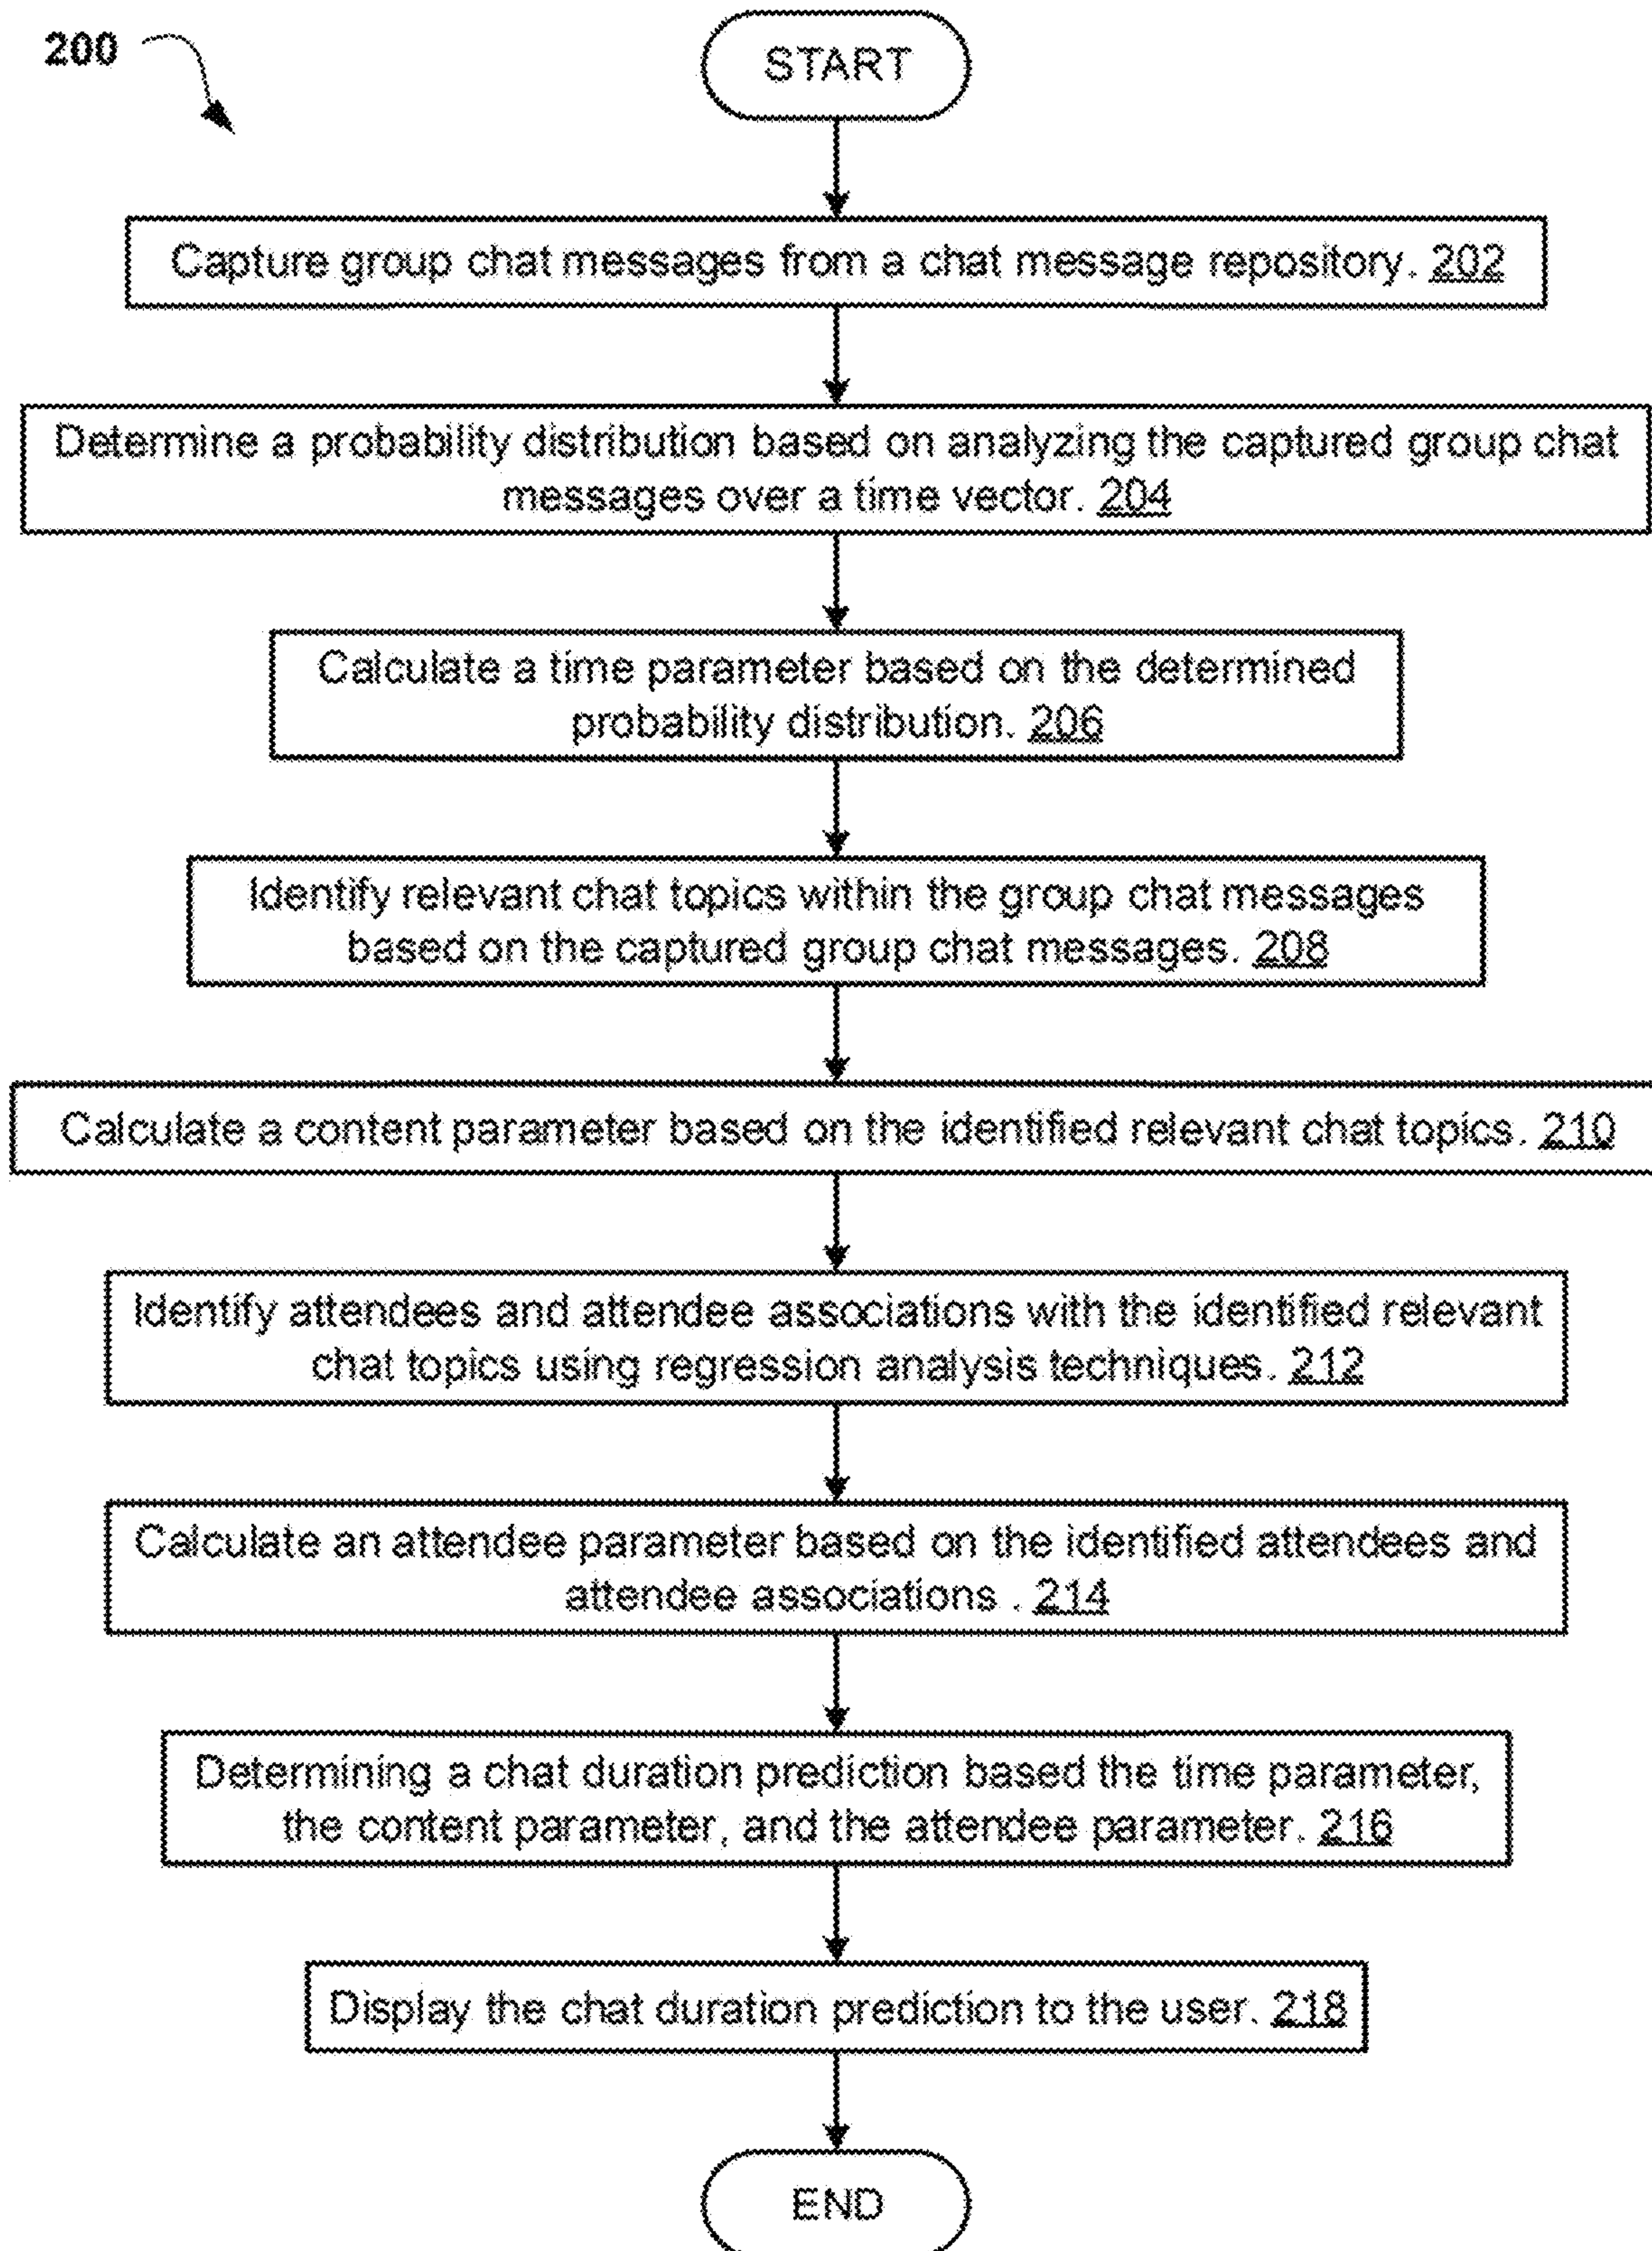 200
START
Capture group chat messages from a chat message repository. 202
Determine a probability distribution based on analyzing the captured group chat
messages over a time vector. 204
Calculate a time parameter based on the determined
probability distribution. 206
Identify relevant chat topics within the group chat messages
based on the captured group chat messages. 208
Calculate a content parameter based on the identified relevant chat topics. 210
Identify attendees and attendee associations with the identified relevant
chat topics using regression analysis techniques. 212
Calculate an attendee parameter based on the identified attendees and
attendee associations . 214
Determining a chat duration prediction based the time parameter,
the content parameter, and the attendee parameter. 216
Display the chat duration prediction to the user. 218
END